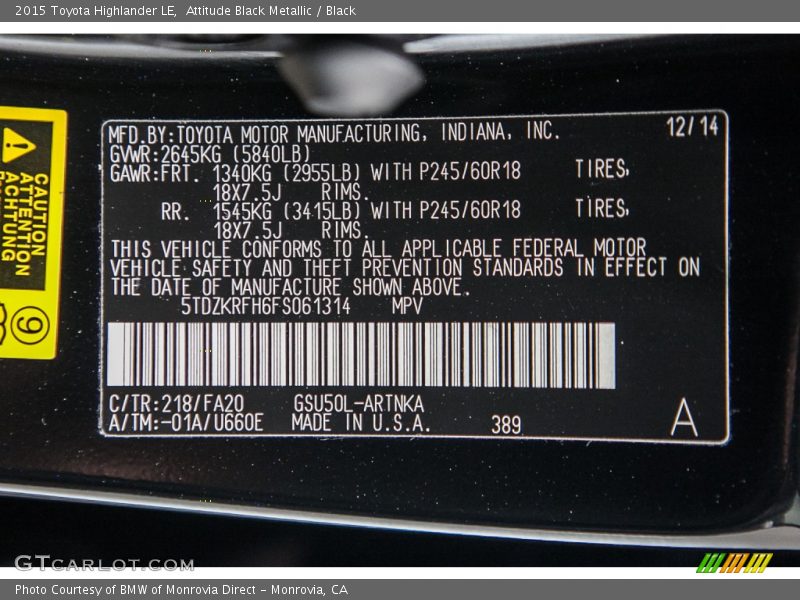 2015 Toyota Highlander LE, Attitude Black Metallic / Black
MFD.BY:TOYOTA MOTOR MANUFACTURING, INDIANA, INC. 12/14
GVWR:2645KG (5840LB)
GAWR:FRT. 1340KG (2955LB) WITH P245/60R18 TIRES,
18X7.5J RIMS.
RR. 1545KG (3415LB) WITH P245/60R18 TIRES,
18X7.5J RIMS.
THIS VEHICLE CONFORMS TO ALL APPLICABLE FEDERAL MOTOR
VEHICLE SAFETY AND THEFT PREVENTION STANDARDS IN EFFECT ON
THE DATE OF MANUFACTURE SHOWN ABOVE.
5TDZKRFH6FS061314 MPV
C/TR:218/FA20 GSU50L-ARTNKA
A/TM:-01A/U660E MADE IN U.S.A. 389 A
CAUTION
ATTENTION
ACHTUNG
9
GTCARLOT.COM
Photo Courtesy of BMW of Monrovia Direct - Monrovia, CA